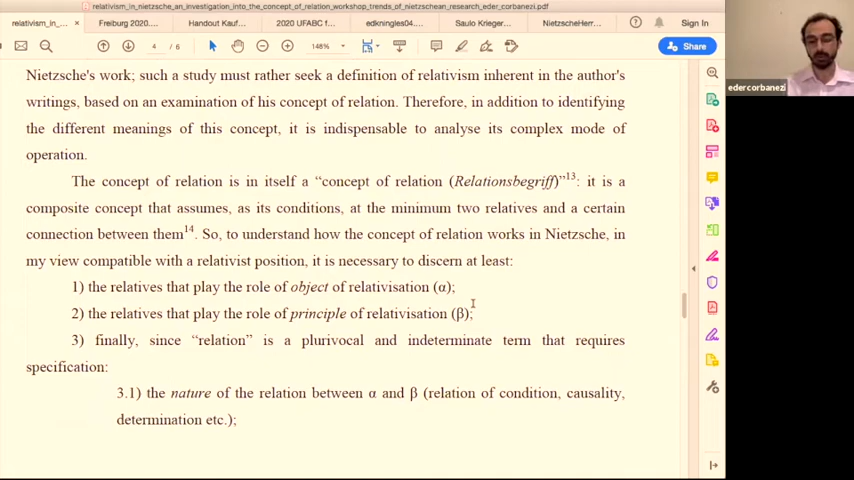 relativism_in_nietzsche_an_investigation_into_the_concept_of_relation_workshop_trends_of_nietzschean_research_eder_corbanezi.pdf
relativism_in_... × Freiburg 2020.... Handout Kauf... 2020 UFABC fr... edkningles04.... Saulo Krieger... NietzscheHerr... Sign In
4 / 6 148% Share
Nietzsche's work; such a study must rather seek a definition of relativism inherent in the author's
writings, based on an examination of his concept of relation. Therefore, in addition to identifying
the different meanings of this concept, it is indispensable to analyse its complex mode of
operation.
The concept of relation is in itself a “concept of relation (Relationsbegriff)”13: it is a
composite concept that assumes, as its conditions, at the minimum two relatives and a certain
connection between them14. So, to understand how the concept of relation works in Nietzsche, in
my view compatible with a relativist position, it is necessary to discern at least:
1) the relatives that play the role of object of relativisation (α);
2) the relatives that play the role of principle of relativisation (β);
3) finally, since “relation” is a plurivocal and indeterminate term that requires
specification:
3.1) the nature of the relation between α and β (relation of condition, causality,
determination etc.);
edercorbanezi